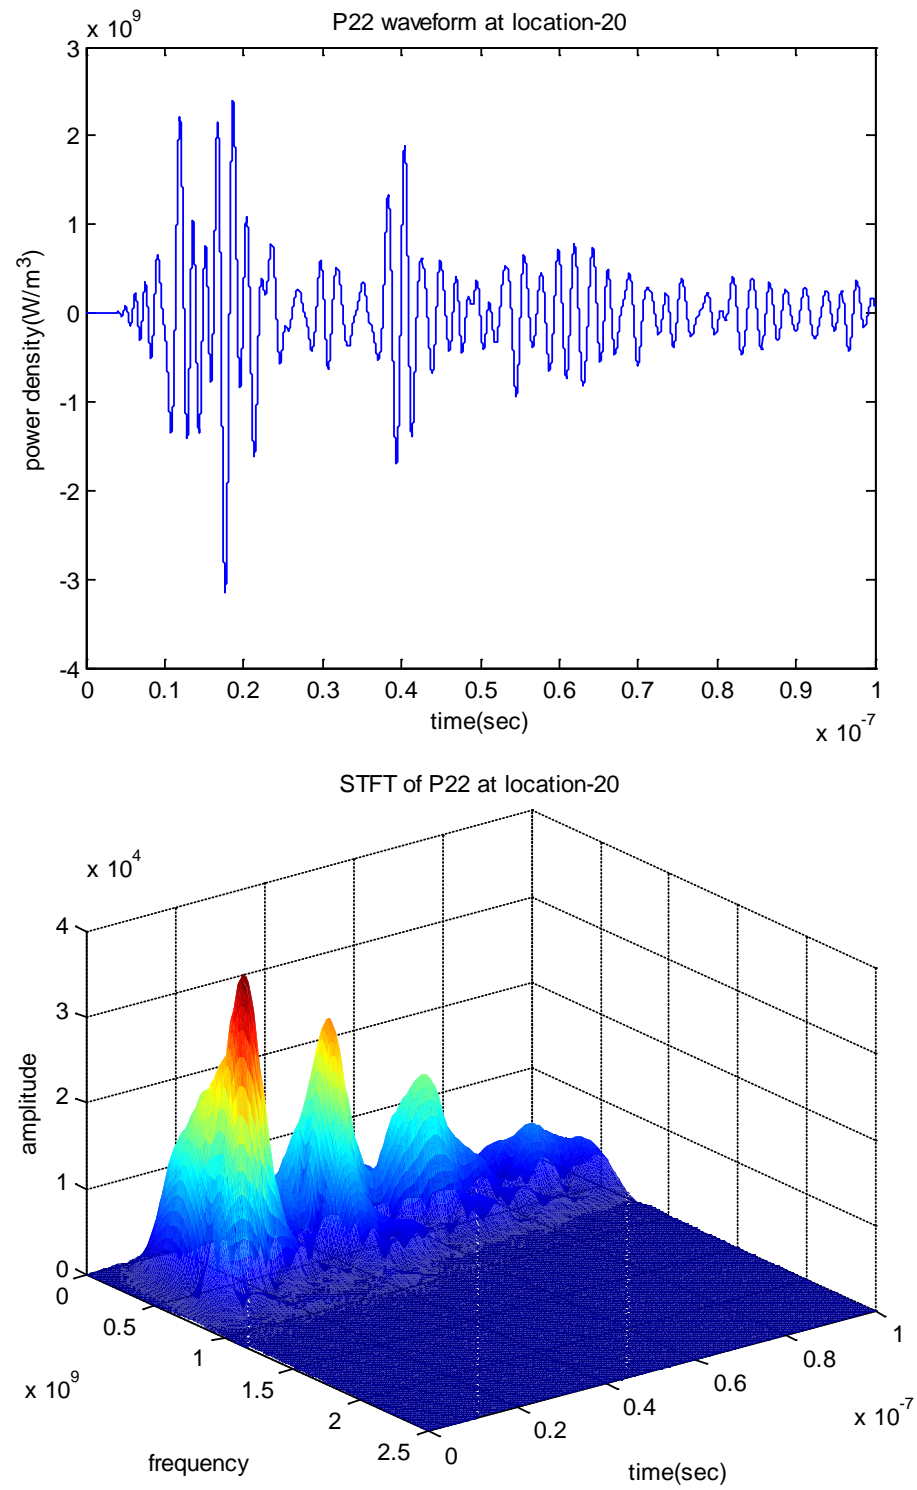 P22 waveform at location-20
x 10^9
3
2
1
0
-1
-2
-3
-4
power density(W/m^3)
0 0.1 0.2 0.3 0.4 0.5 0.6 0.7 0.8 0.9 1
time(sec)
x 10^-7
STFT of P22 at location-20
x 10^4
4
3
2
1
0
amplitude
0
0.5
1
1.5
2
2.5
x 10^9
frequency
0
0.2
0.4
0.6
0.8
1
x 10^-7
time(sec)